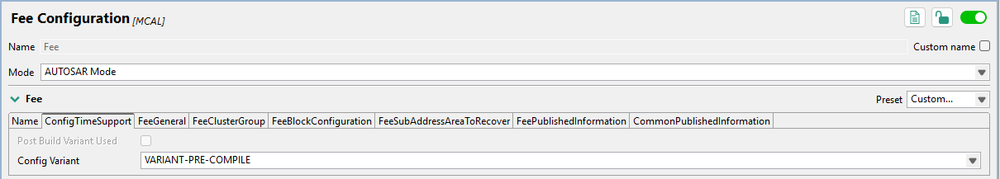 Fee Configuration [MCAL]
Name Fee Custom name
Mode AUTOSAR Mode
Fee Preset Custom...
Name ConfigTimeSupport FeeGeneral FeeClusterGroup FeeBlockConfiguration FeeSubAddressAreaToRecover FeePublishedInformation CommonPublishedInformation
Post Build Variant Used
Config Variant VARIANT-PRE-COMPILE